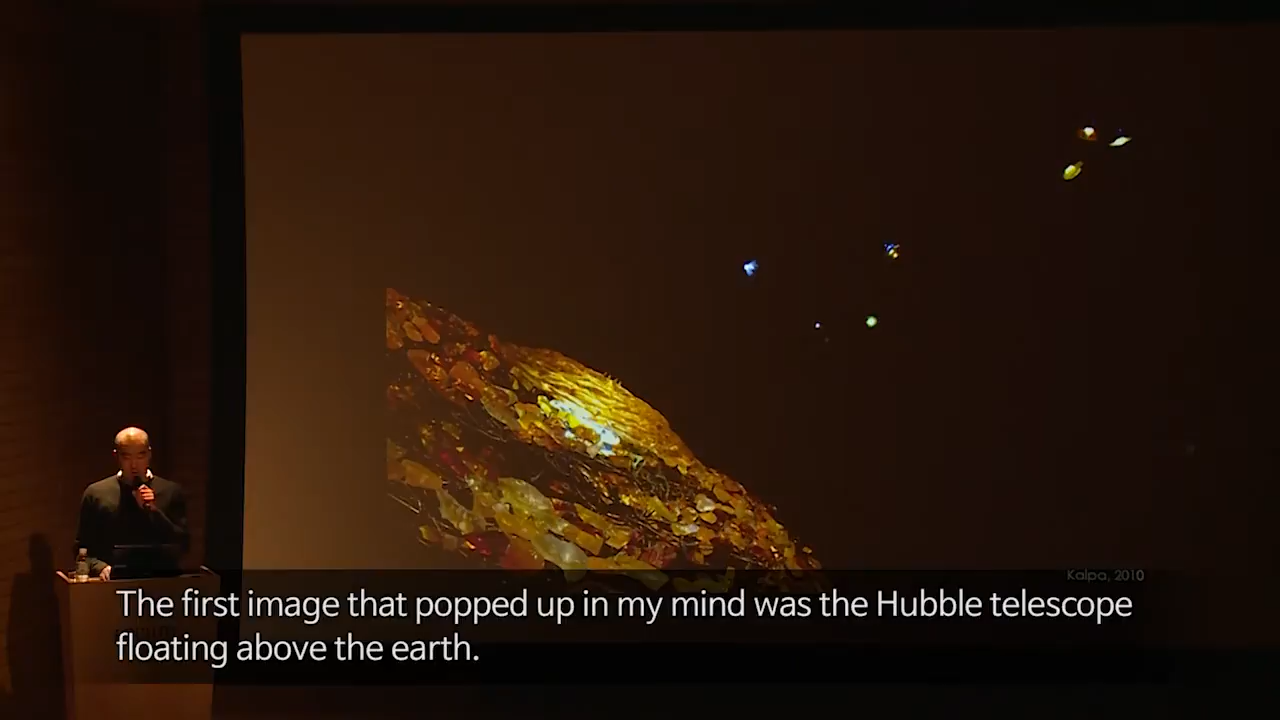 Kalpa, 2010
The first image that popped up in my mind was the Hubble telescope
floating above the earth.